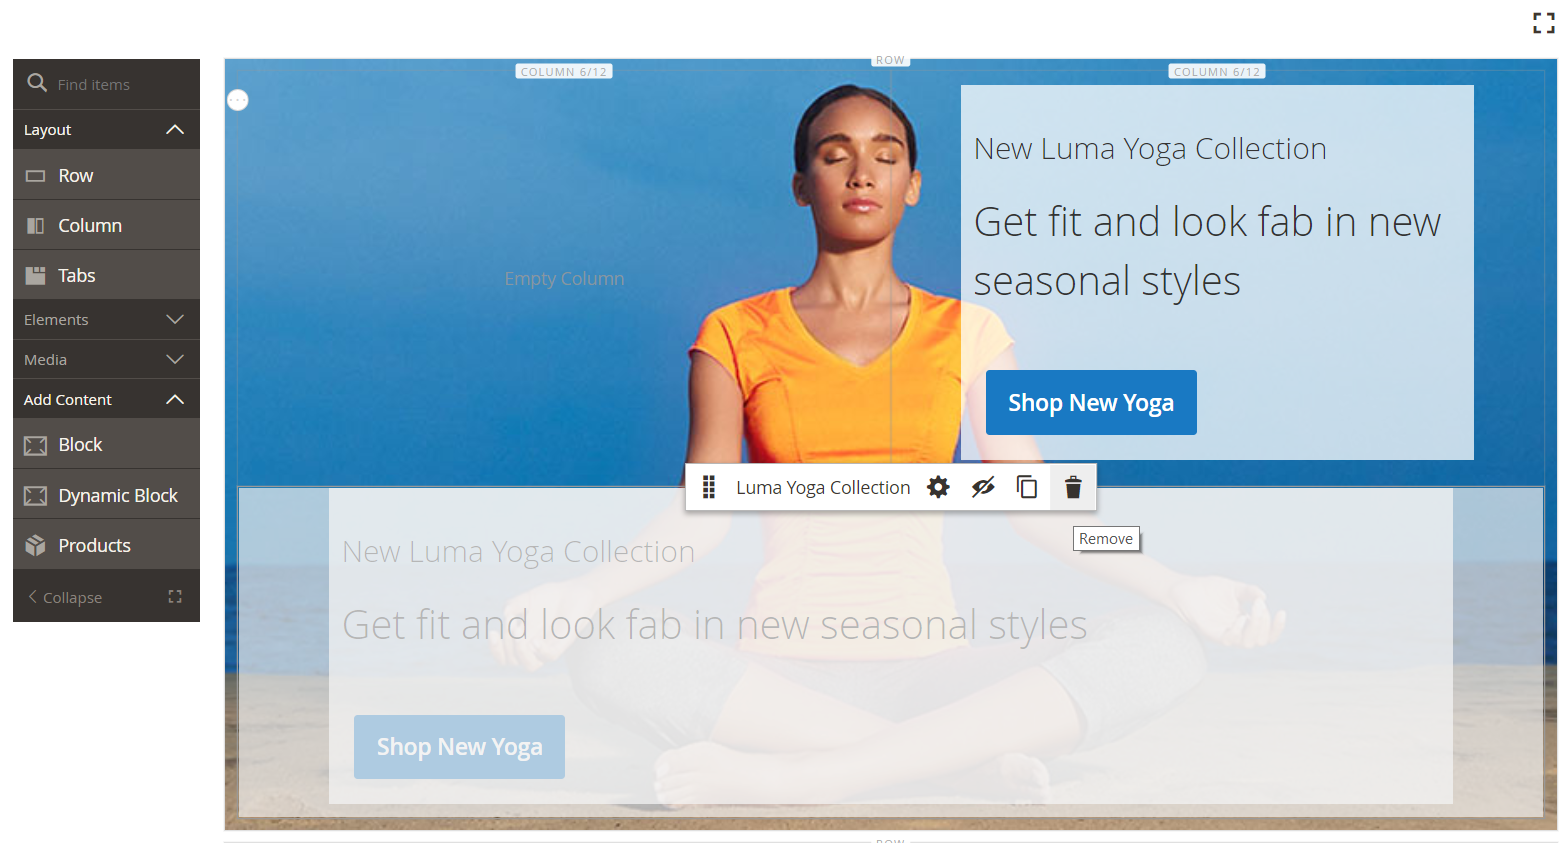 Find items
Layout
Row
Column
Tabs
Elements
Media
Add Content
Block
Dynamic Block
Products
Collapse
ROW
COLUMN 6/12
COLUMN 6/12
Empty Column
New Luma Yoga Collection
Get fit and look fab in new
seasonal styles
Shop New Yoga
Luma Yoga Collection
Remove
New Luma Yoga Collection
Get fit and look fab in new seasonal styles
Shop New Yoga
ROW